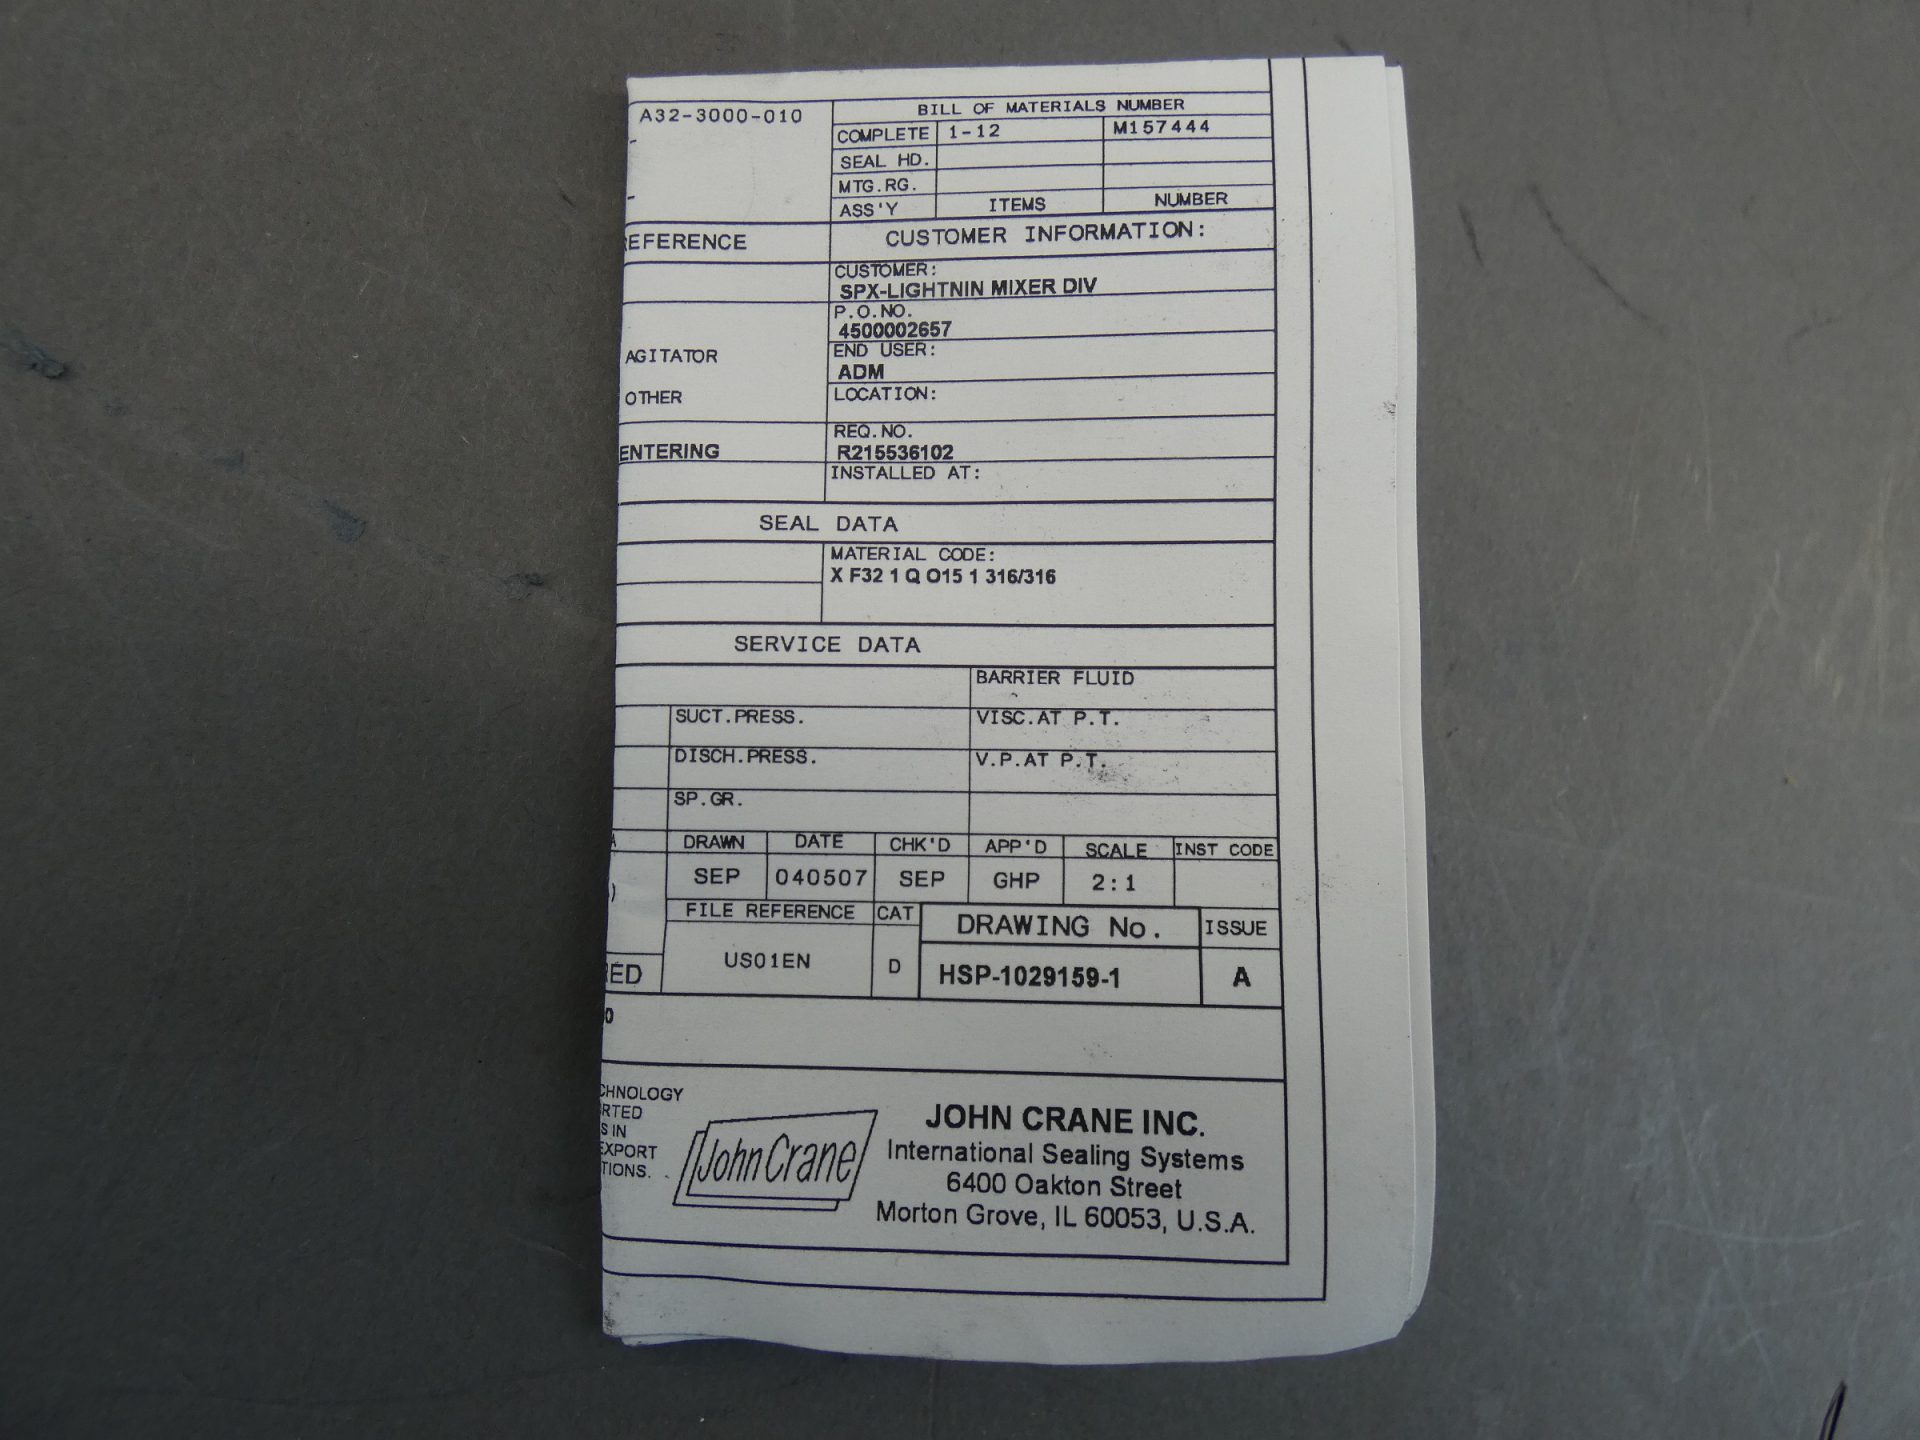 A32-3000-010
BILL OF MATERIALS NUMBER
COMPLETE 1-12 M157444
SEAL HD.
MTG.RG.
ASS'Y ITEMS NUMBER
EFERENCE
CUSTOMER INFORMATION:
CUSTOMER:
SPX-LIGHTNIN MIXER DIV
P.O.NO.
4500002657
AGITATOR
END USER:
ADM
OTHER
LOCATION:
REQ.NO.
ENTERING
R215536102
INSTALLED AT:
SEAL DATA
MATERIAL CODE:
X F32 1 Q O15 1 316/316
SERVICE DATA
BARRIER FLUID
SUCT.PRESS. VISC.AT P.T.
DISCH.PRESS. V.P.AT P.T.
SP.GR.
DRAWN DATE CHK'D APP'D SCALE INST CODE
SEP 040507 SEP GHP 2:1
)
FILE REFERENCE CAT DRAWING No. ISSUE
US01EN D HSP-1029159-1 A
ED
0
CHNOLOGY
RTED
S IN
EXPORT
TIONS.
John Crane
JOHN CRANE INC.
International Sealing Systems
6400 Oakton Street
Morton Grove, IL 60053, U.S.A.